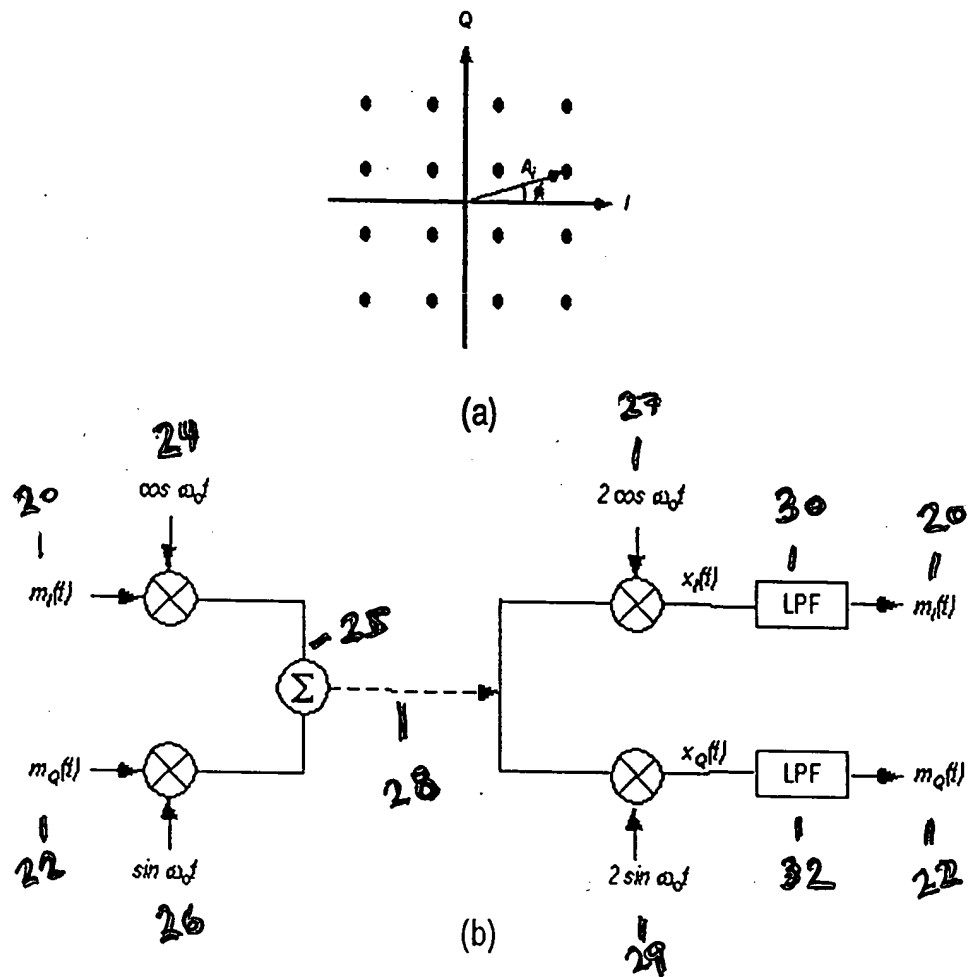 Q
I
(a)
24
27
20
cos ω₀t
2 cos ω₀t
30
20
m_I(t)
x_I(t)
LPF
m_I(t)
25
Σ
28
m_Q(t)
x_Q(t)
LPF
m_Q(t)
22
sin ω₀t
2 sin ω₀t
32
22
26
(b)
29